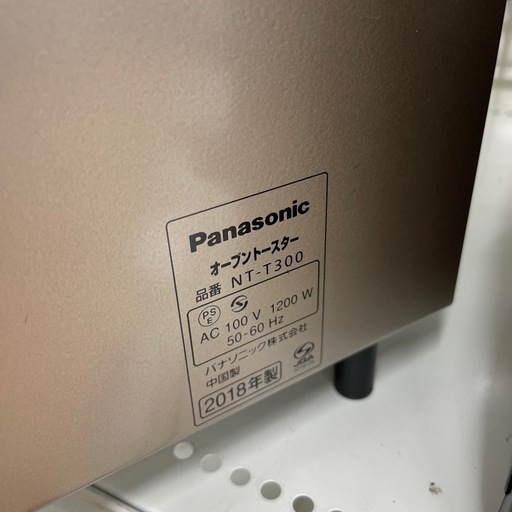 Panasonic
オーブントースター
品番 NT-T300
PS E
AC 100 V 1200 W
50-60 Hz
パナソニック株式会社
中国製
2018年製